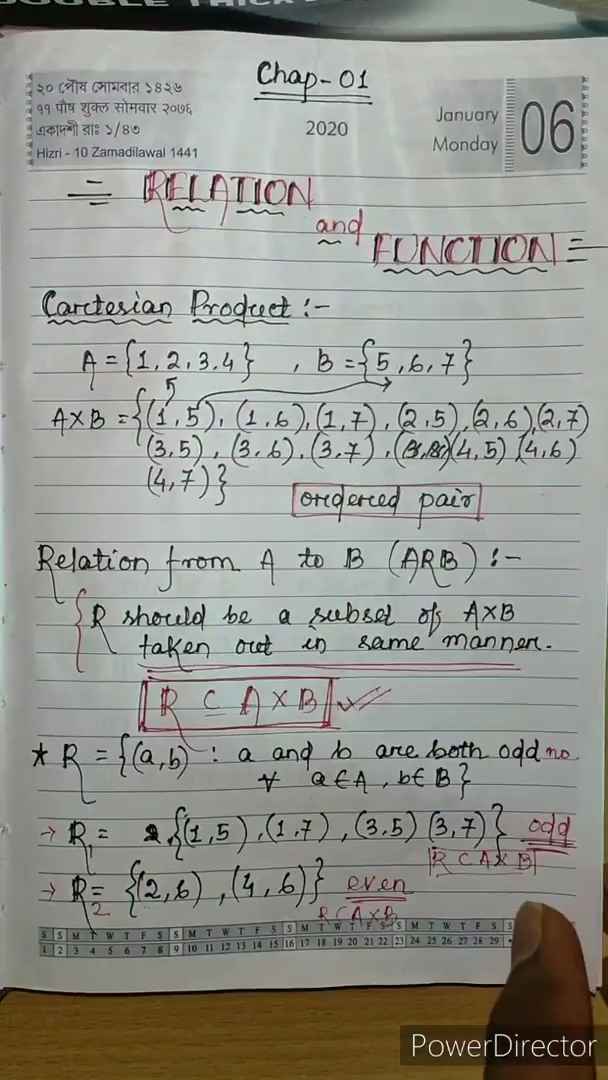 Chap-01
২০ পৌষ সোমবার ১৪২৬
११ पौष शुक्ल सोमवार २०७६
একাদশী রাঃ ১/৪৩
Hizri - 10 Zamadilawal 1441
2020
January
Monday
06
= RELATION
and
FUNCTION =
Carctesian Product :-
A = {1, 2, 3, 4} , B = {5, 6, 7}
5
A×B = {(1, 5), (1, 6), (1, 7), (2, 5), (2, 6), (2, 7)
(3, 5), (3, 6), (3, 7), (4, 5) (4, 6)
(4, 7)}
ordered pair
Relation from A to B (ARB) :-
R should be a subset of A×B
taken out in same manner.
R ⊆ A×B ✓
* R = {(a, b) : a and b are both odd no
∀ a ∈ A, b ∈ B}
→ R1 = {(1, 5), (1, 7), (3, 5) (3, 7)} odd
R ⊂ A×B
→ R2 = {(2, 6), (4, 6)} even
R ⊂ A×B
S S M T W T F S S M T W T F S S M T W T F S S M T W T F S
1 2 3 4 5 6 7 8 9 10 11 12 13 14 15 16 17 18 19 20 21 22 23 24 25 26 27 28 29
PowerDirector